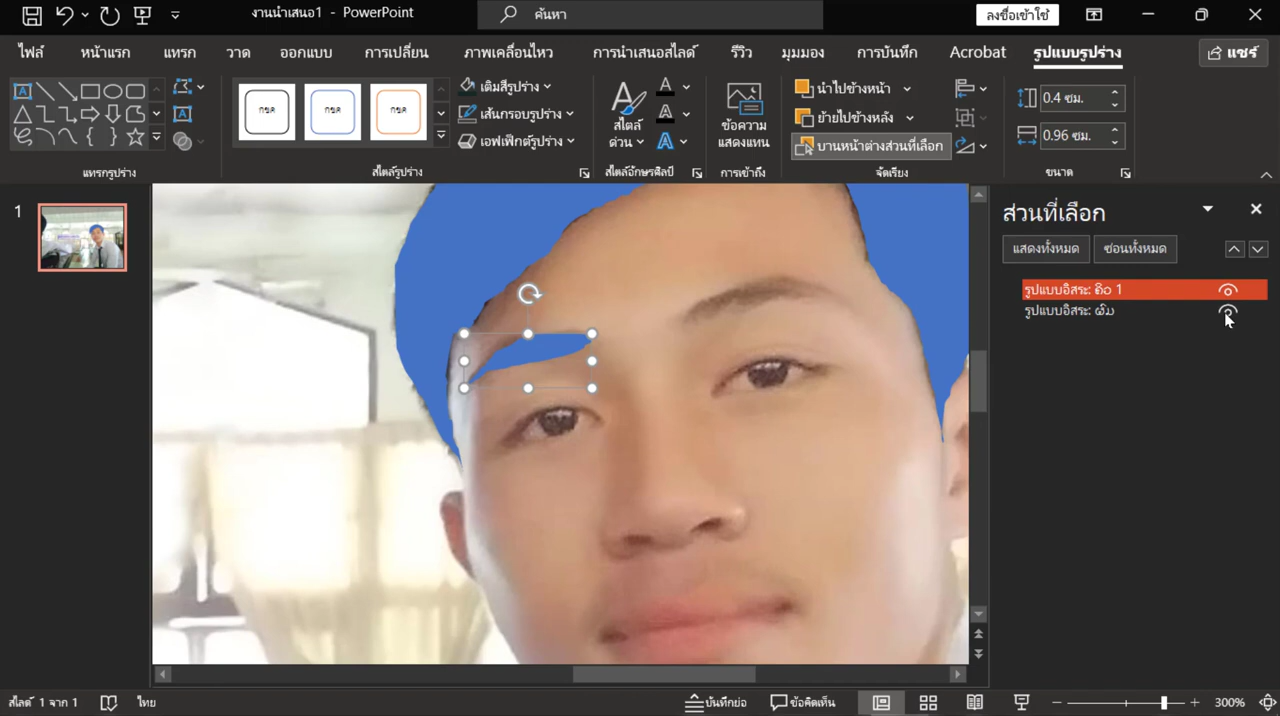 งานนำเสนอ1 - PowerPoint
ค้นหา
ลงชื่อเข้าใช้
ไฟล์ หน้าแรก แทรก วาด ออกแบบ การเปลี่ยน ภาพเคลื่อนไหว การนำเสนอสไลด์ รีวิว มุมมอง การบันทึก Acrobat รูปแบบรูปร่าง แชร์
กขค กขค กขค
เติมสีรูปร่าง
เส้นกรอบรูปร่าง
เอฟเฟ็กต์รูปร่าง
สไตล์
ด่วน
ข้อความ
แสดงแทน
นำไปข้างหน้า
ย้ายไปข้างหลัง
บานหน้าต่างส่วนที่เลือก
0.4 ซม.
0.96 ซม.
แทรกรูปร่าง สไตล์รูปร่าง สไตล์อักษรศิลป์ การเข้าถึง จัดเรียง ขนาด
1
ส่วนที่เลือก
แสดงทั้งหมด ซ่อนทั้งหมด
รูปแบบอิสระ: ຄິວ 1
รูปแบบอิสระ: ຜົມ
สไลด์ 1 จาก 1 ไทย บันทึกย่อ ข้อคิดเห็น 300%